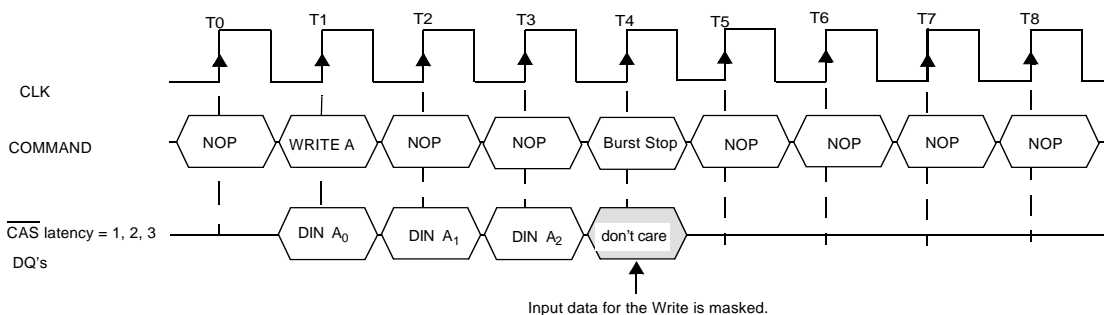 T0 T1 T2 T3 T4 T5 T6 T7 T8
CLK
COMMAND NOP WRITE A NOP NOP Burst Stop NOP NOP NOP NOP
CAS latency = 1, 2, 3
DQ's
DIN A0 DIN A1 DIN A2 don't care
Input data for the Write is masked.